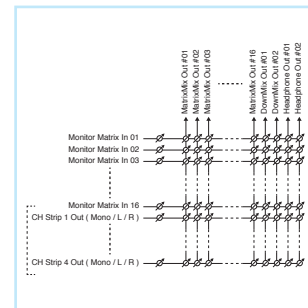 MatrixMix Out #01
MatrixMix Out #02
MatrixMix Out #03
MatrixMix Out #16
DownMix Out #01
DownMix Out #02
Headphone Out #01
Headphone Out #02
Monitor Matrix In 01
Monitor Matrix In 02
Monitor Matrix In 03
Monitor Matrix In 16
CH Strip 1 Out ( Mono / L / R )
CH Strip 4 Out ( Mono / L / R )